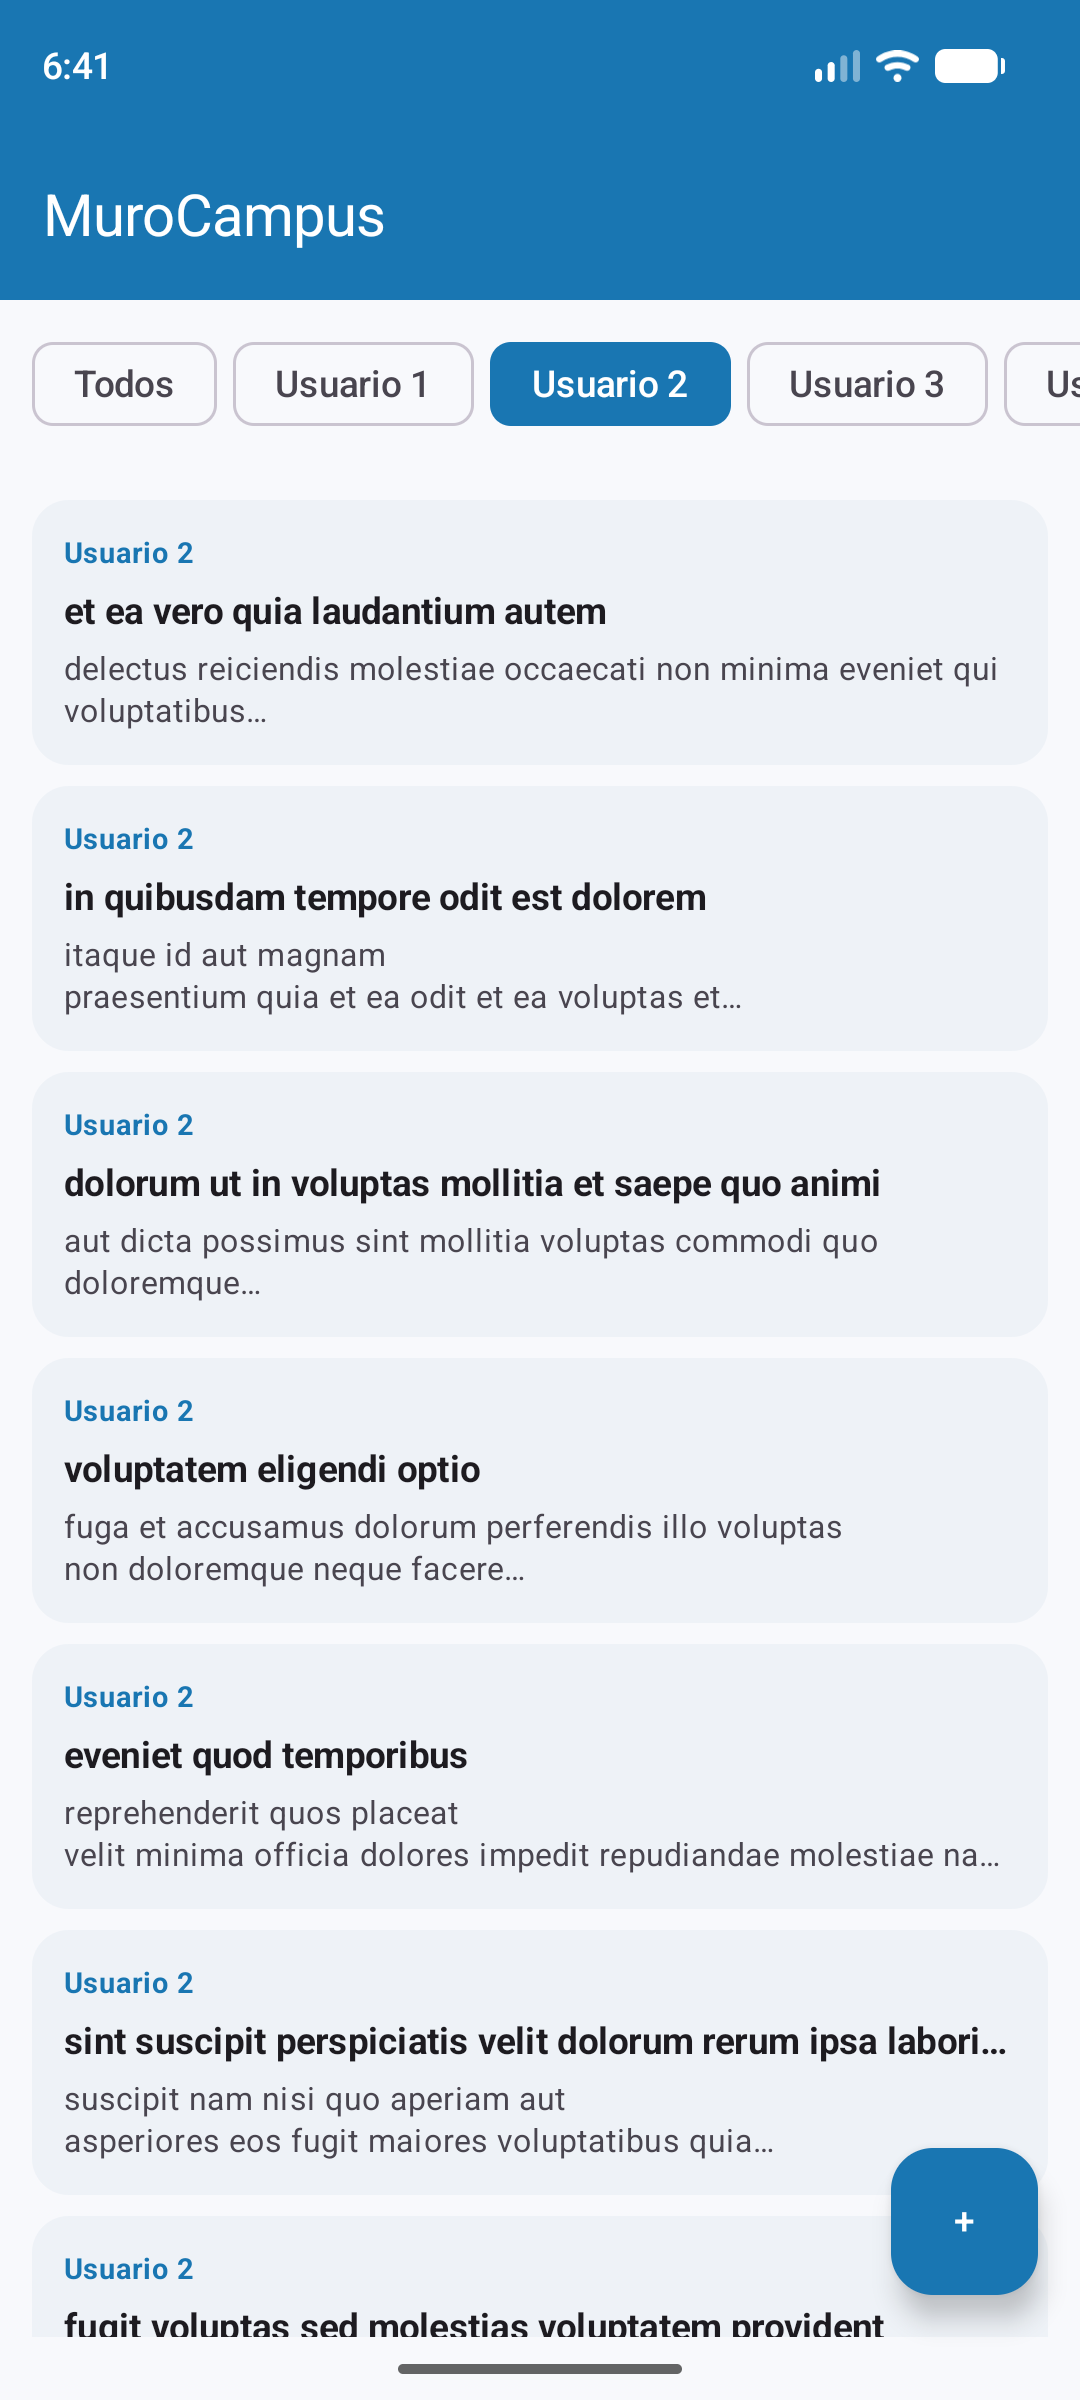 6:41
MuroCampus
Todos
Usuario 1
Usuario 2
Usuario 3
Us
Usuario 2
et ea vero quia laudantium autem
delectus reiciendis molestiae occaecati non minima eveniet qui
voluptatibus…
Usuario 2
in quibusdam tempore odit est dolorem
itaque id aut magnam
praesentium quia et ea odit et ea voluptas et…
Usuario 2
dolorum ut in voluptas mollitia et saepe quo animi
aut dicta possimus sint mollitia voluptas commodi quo
doloremque…
Usuario 2
voluptatem eligendi optio
fuga et accusamus dolorum perferendis illo voluptas
non doloremque neque facere…
Usuario 2
eveniet quod temporibus
reprehenderit quos placeat
velit minima officia dolores impedit repudiandae molestiae na…
Usuario 2
sint suscipit perspiciatis velit dolorum rerum ipsa labori…
suscipit nam nisi quo aperiam aut
asperiores eos fugit maiores voluptatibus quia…
+
Usuario 2
fugit voluptas sed molestias voluptatem provident